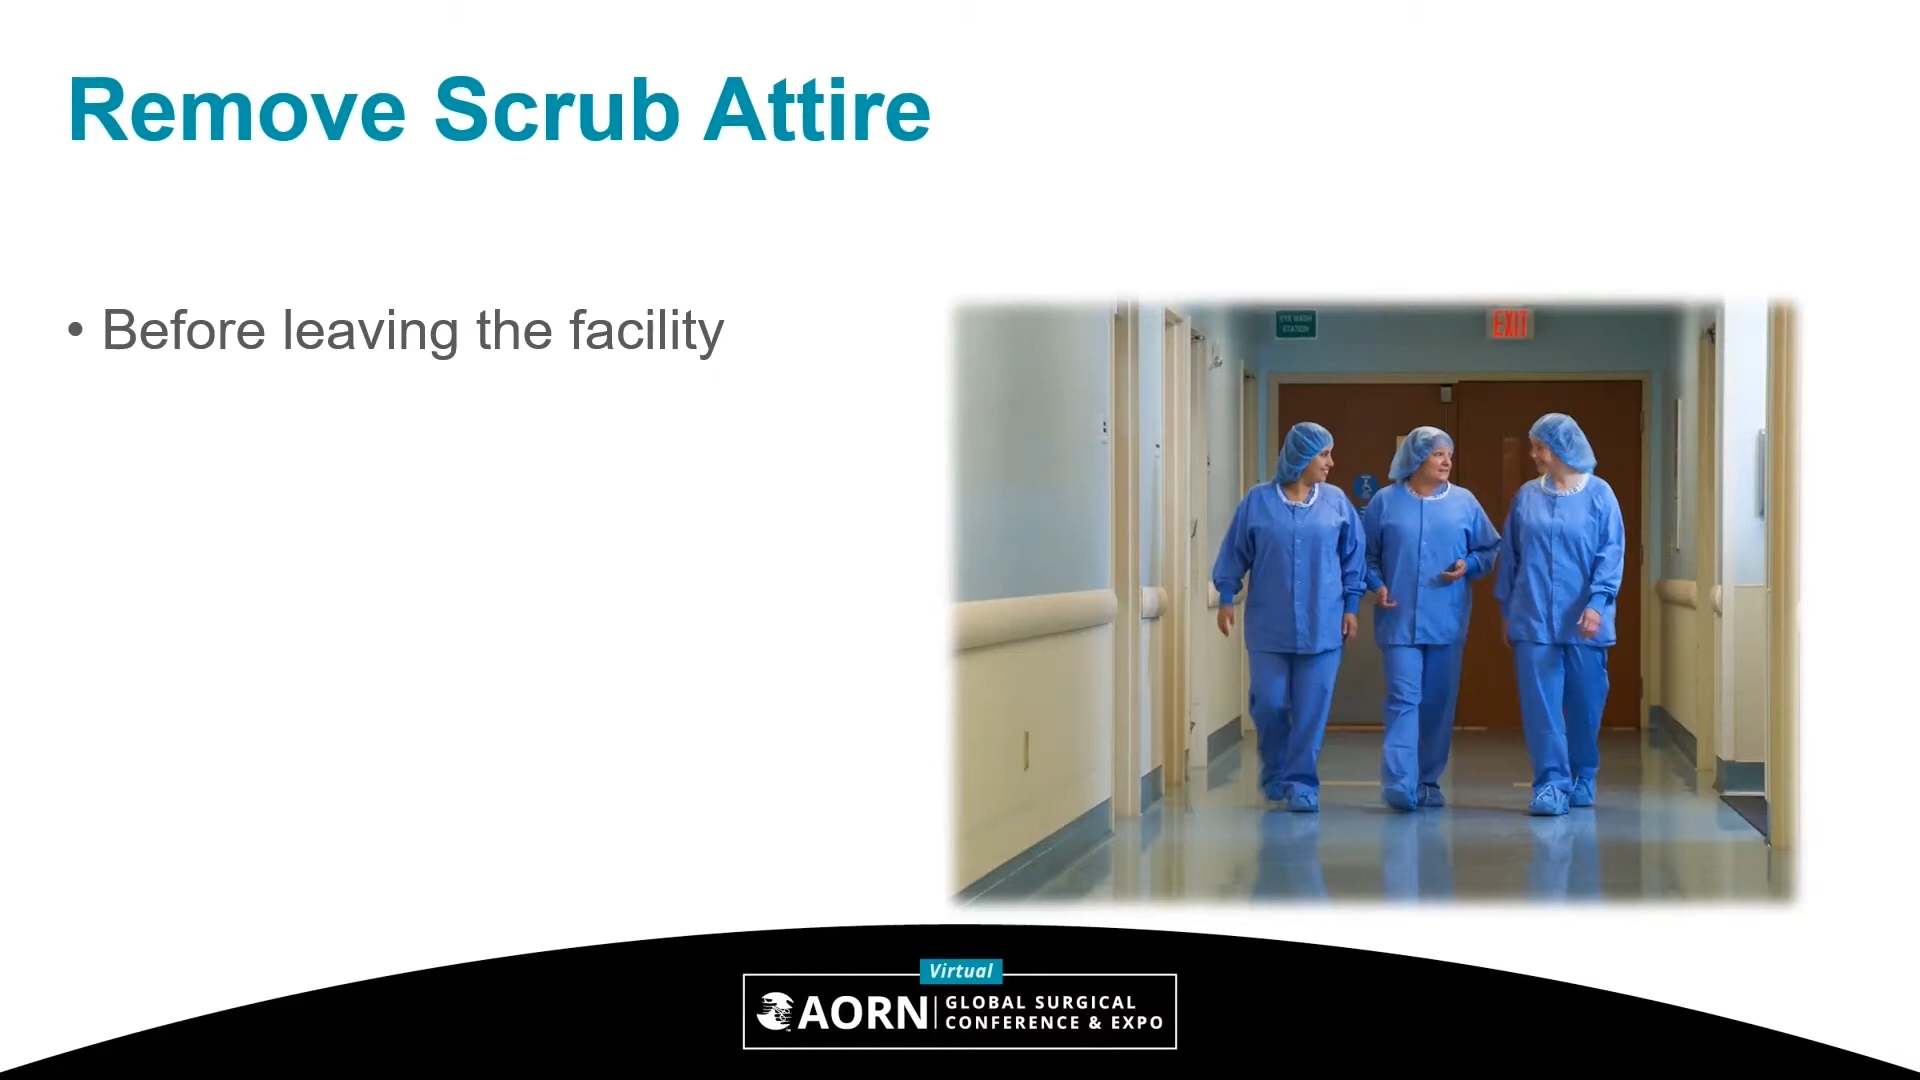 Remove Scrub Attire
• Before leaving the facility
EYE WASH
STATION
EXIT
Virtual
AORN
GLOBAL SURGICAL
CONFERENCE & EXPO